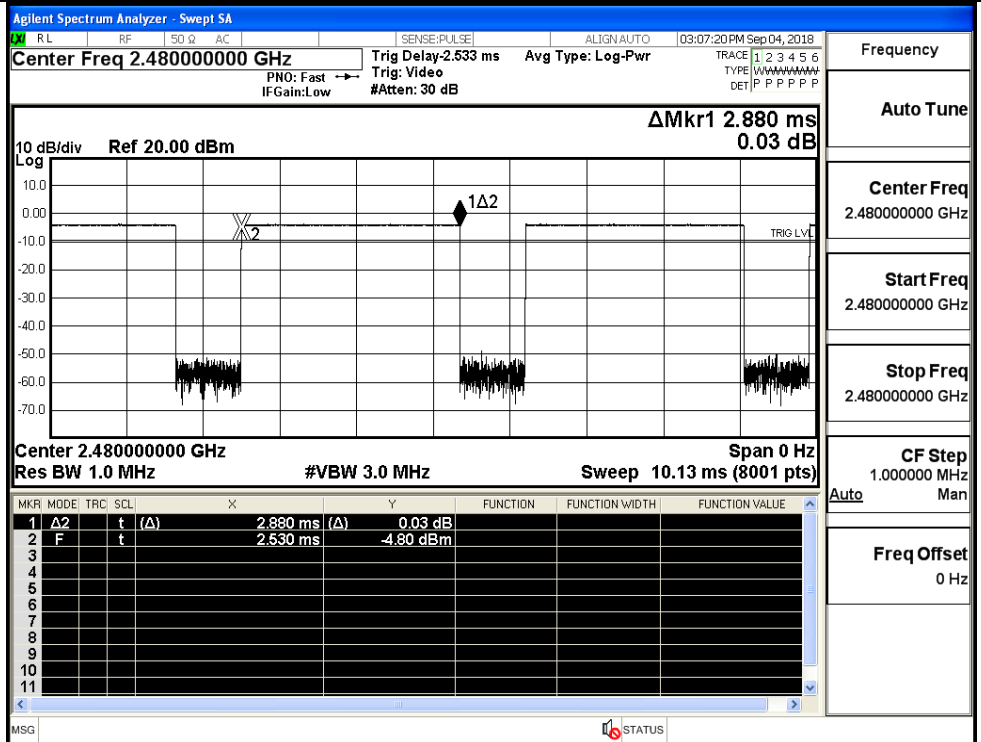 Agilent Spectrum Analyzer - Swept SA
LXI RL RF 50 Ω AC SENSE:PULSE ALIGN AUTO 03:07:20 PM Sep 04, 2018
Center Freq 2.480000000 GHz
PNO: Fast
IFGain:Low
Trig Delay-2.533 ms
Trig: Video
#Atten: 30 dB
Avg Type: Log-Pwr
TRACE 1 2 3 4 5 6
TYPE WWWWWW
DET P P P P P P
ΔMkr1 2.880 ms
0.03 dB
10 dB/div Ref 20.00 dBm
Log
10.0
0.00
-10.0
-20.0
-30.0
-40.0
-50.0
-60.0
-70.0
1Δ2
2
TRIG LVL
Center 2.480000000 GHz Span 0 Hz
Res BW 1.0 MHz #VBW 3.0 MHz Sweep 10.13 ms (8001 pts)
MKR MODE TRC SCL X Y FUNCTION FUNCTION WIDTH FUNCTION VALUE
1 Δ2 t (Δ) 2.880 ms (Δ) 0.03 dB
2 F t 2.530 ms -4.80 dBm
3
4
5
6
7
8
9
10
11
MSG STATUS
Frequency
Auto Tune
Center Freq
2.480000000 GHz
Start Freq
2.480000000 GHz
Stop Freq
2.480000000 GHz
CF Step
1.000000 MHz
Auto Man
Freq Offset
0 Hz